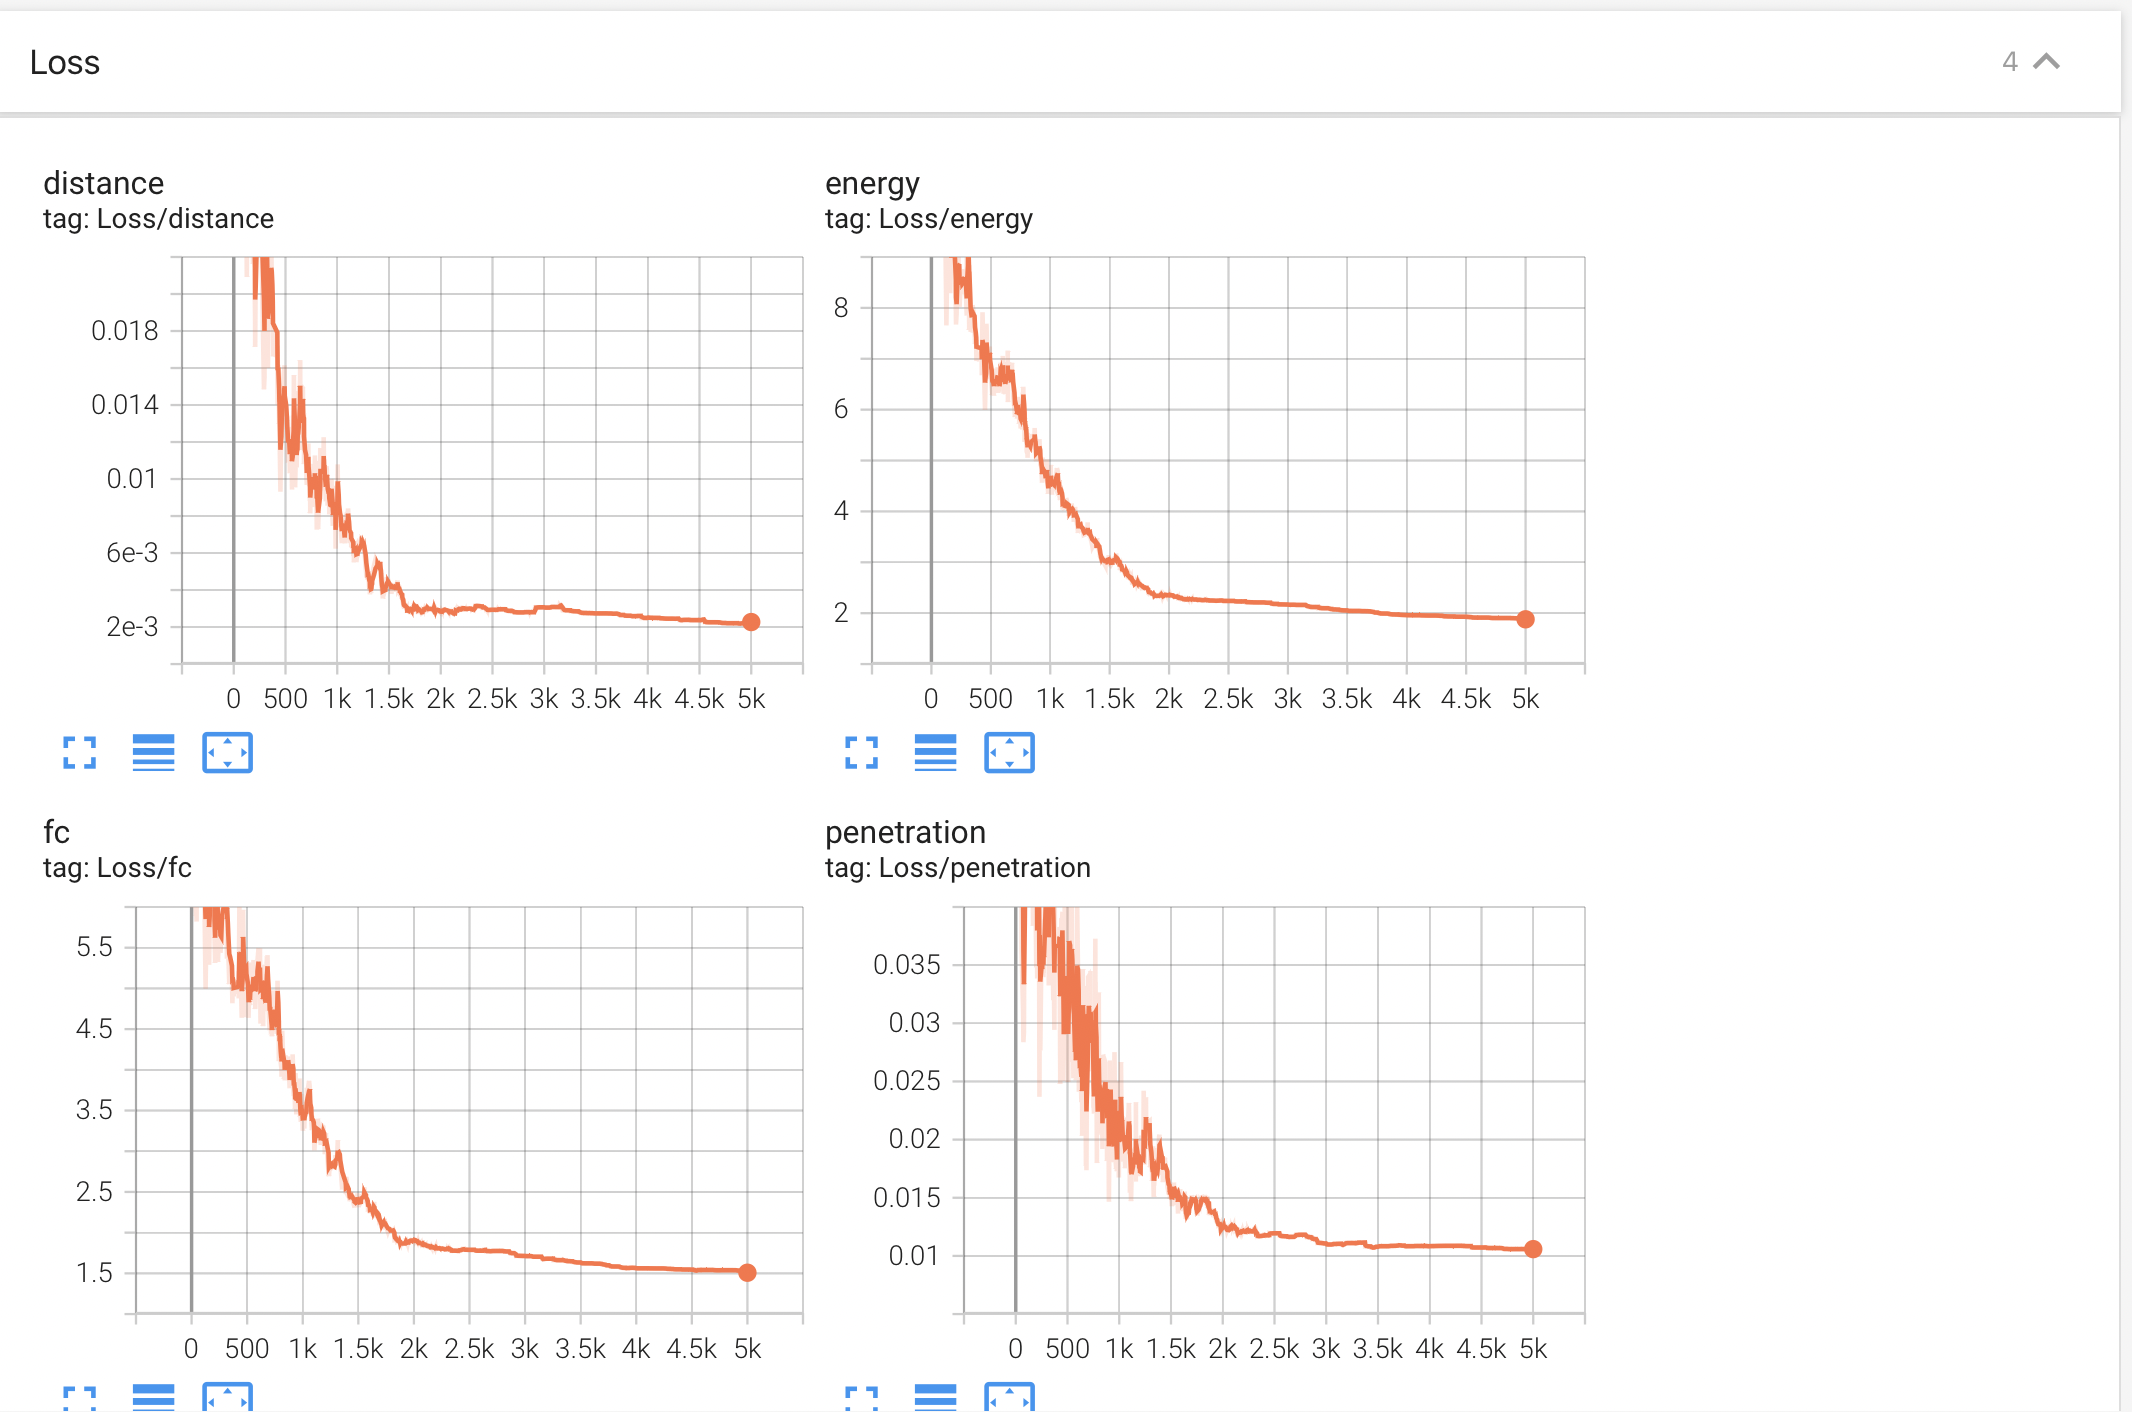 Loss
4
distance
tag: Loss/distance
0.018
0.014
0.01
6e-3
2e-3
0 500 1k 1.5k 2k 2.5k 3k 3.5k 4k 4.5k 5k
energy
tag: Loss/energy
8
6
4
2
0 500 1k 1.5k 2k 2.5k 3k 3.5k 4k 4.5k 5k
fc
tag: Loss/fc
5.5
4.5
3.5
2.5
1.5
0 500 1k 1.5k 2k 2.5k 3k 3.5k 4k 4.5k 5k
penetration
tag: Loss/penetration
0.035
0.03
0.025
0.02
0.015
0.01
0 500 1k 1.5k 2k 2.5k 3k 3.5k 4k 4.5k 5k